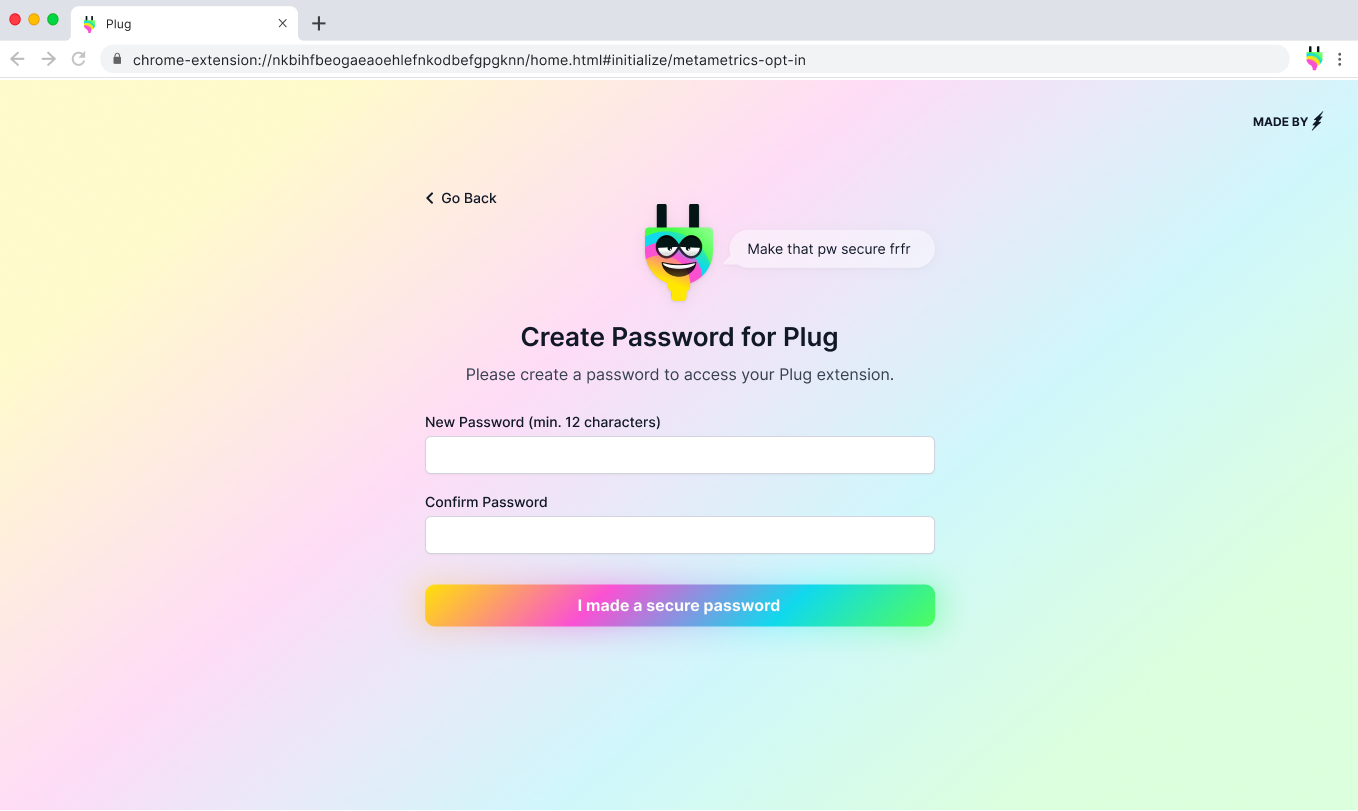 Plug
chrome-extension://nkbihfbeogaeaoehlefnkodbefgpgknn/home.html#initialize/metametrics-opt-in
MADE BY
Go Back
Make that pw secure frfr
Create Password for Plug
Please create a password to access your Plug extension.
New Password (min. 12 characters)
Confirm Password
I made a secure password